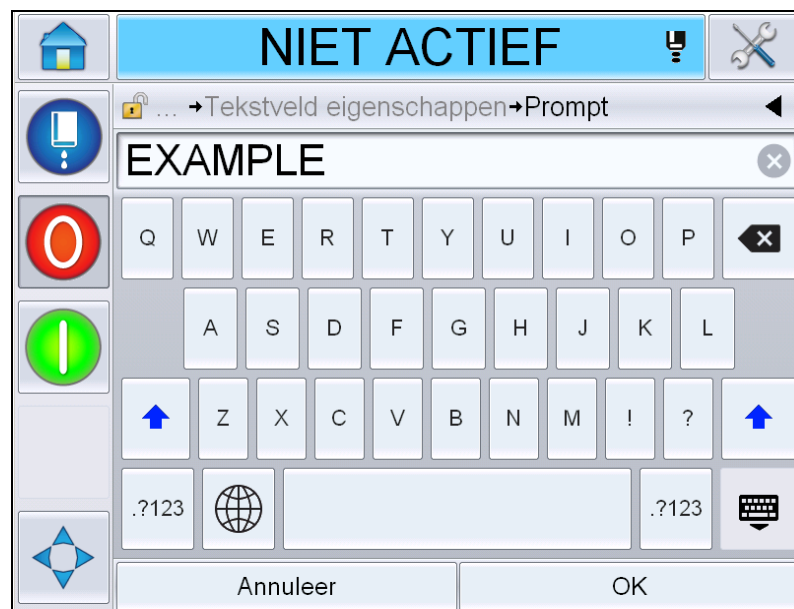 NIET ACTIEF
... →Tekstveld eigenschappen→Prompt
EXAMPLE
Q W E R T Y U I O P
A S D F G H J K L
Z X C V B N M ! ?
.?123 .?123
Annuleer OK